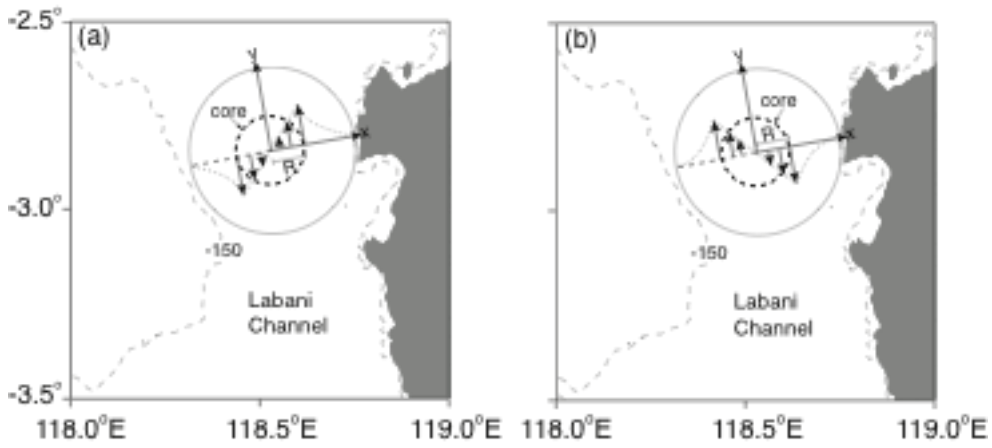 -2.5°
(a)
(b)
y
y
core
core
x
x
R
R
-3.0°
-150
-150
Labani
Channel
Labani
Channel
-3.5°
118.0°E
118.5°E
119.0°E
118.0°E
118.5°E
119.0°E